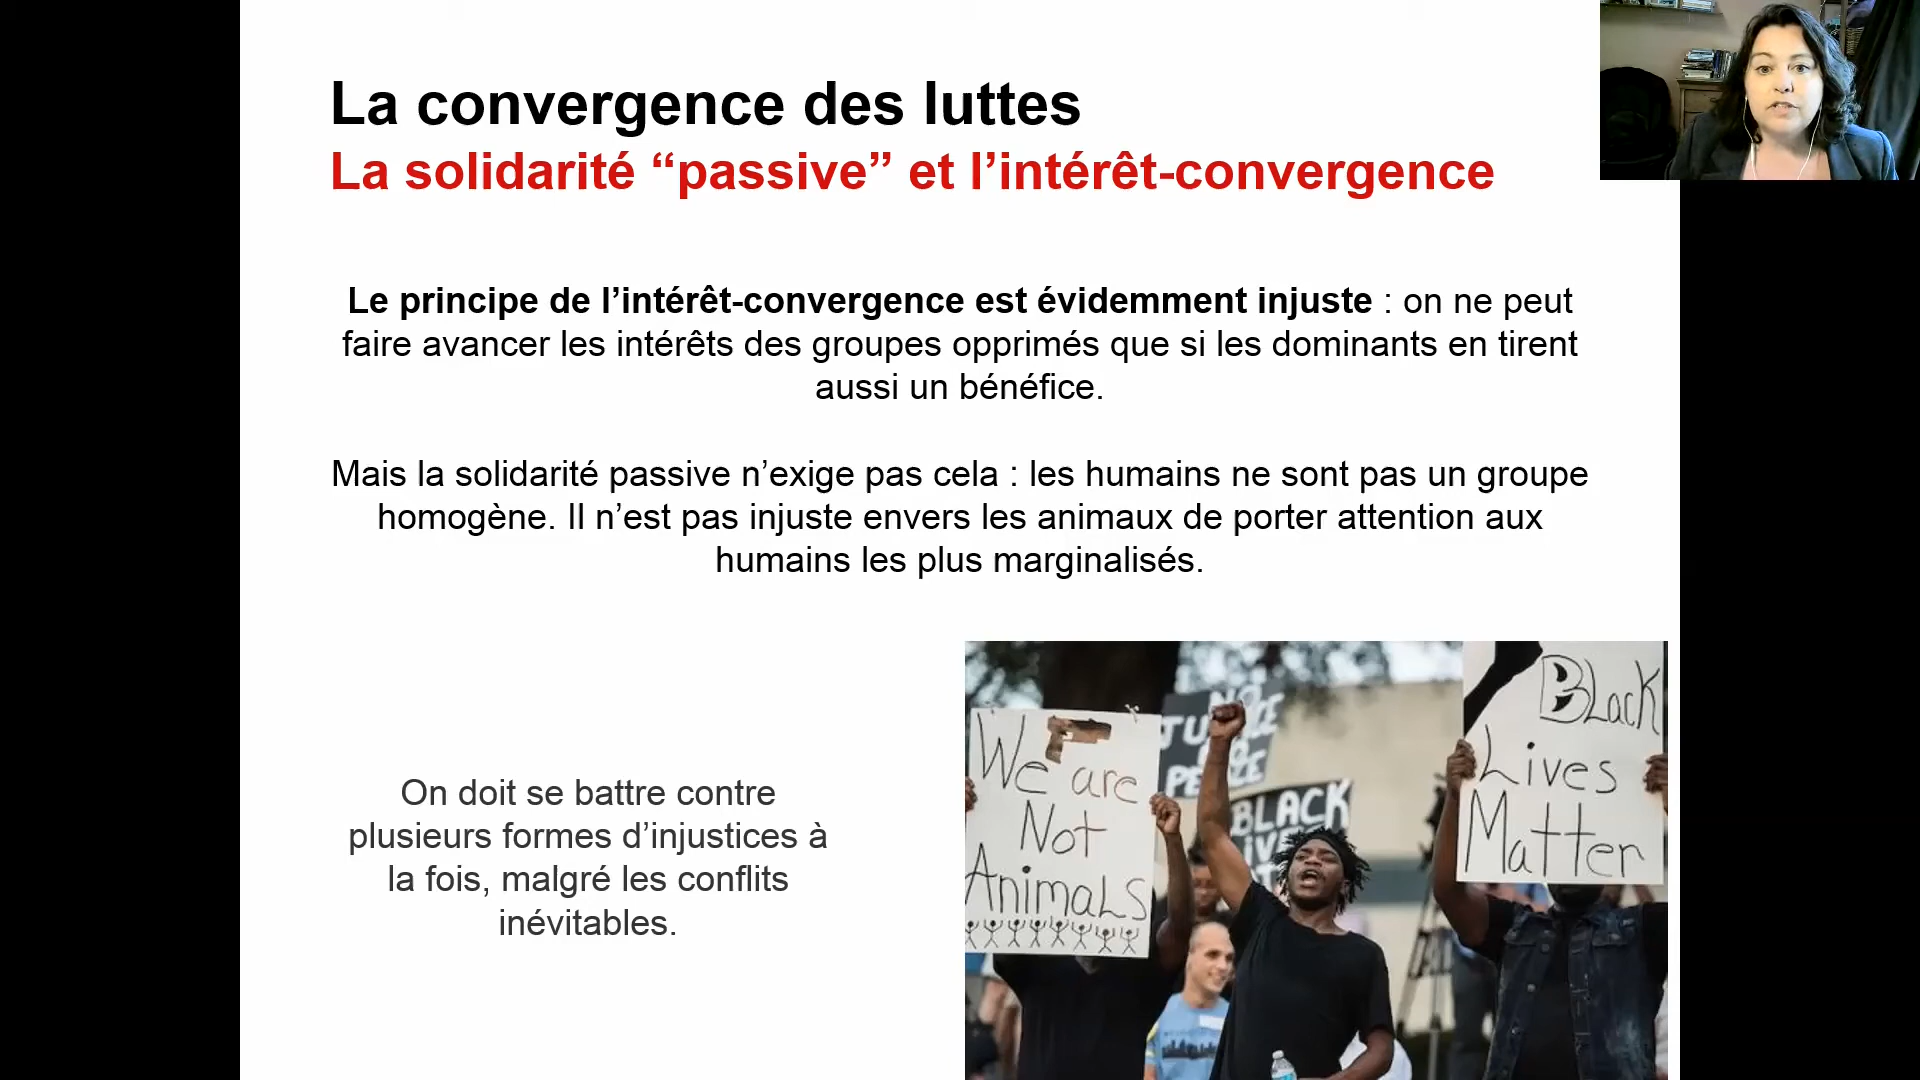 La convergence des luttes
La solidarité “passive” et l’intérêt-convergence
Le principe de l’intérêt-convergence est évidemment injuste : on ne peut
faire avancer les intérêts des groupes opprimés que si les dominants en tirent
aussi un bénéfice.
Mais la solidarité passive n’exige pas cela : les humains ne sont pas un groupe
homogène. Il n’est pas injuste envers les animaux de porter attention aux
humains les plus marginalisés.
On doit se battre contre
plusieurs formes d’injustices à
la fois, malgré les conflits
inévitables.
We are
Not
AnimaLS
NO
PEACE
BLACK
BLack
Lives
Matter